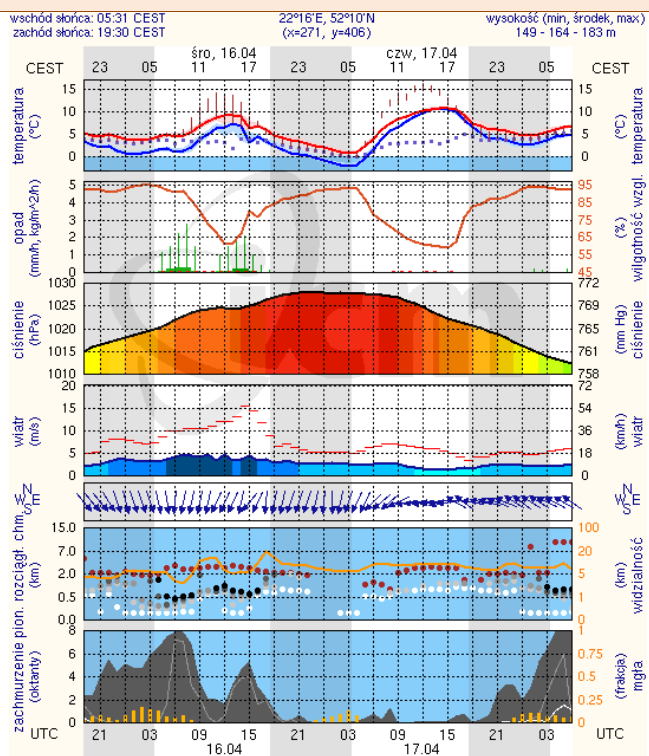 wschód słońca: 05:31 CEST 22°16'E, 52°10'N wysokość (min, środek, max)
zachód słońca: 19:30 CEST (x=271, y=406) 149 - 164 - 183 m
śro, 16.04 czw, 17.04
CEST 23 05 11 17 23 05 11 17 23 05 CEST
temperatura (°C)
15
10
5
0
15
10
5
0
(°C) temperatura
opad (mm/h, kg/m^2/h)
5
4
3
2
1
0
95
85
75
65
55
45
(%) wilgotność wzgl.
ciśnienie (hPa)
1030
1025
1020
1015
1010
icm
772
769
765
761
758
(mm Hg) ciśnienie
wiatr (m/s)
20
15
10
5
0
72
54
36
18
0
(km/h) wiatr
N
W E
S
N
W E
S
pion. rozciągł. chm. (km)
15.0
7.0
2.0
0.5
0.0
100
20
5
1
0
(km) widzialność
zachmurzenie (oktanty)
8
6
4
2
0
1
0.75
0.5
0.25
0
(frakcja) mgła
UTC 21 03 09 15 21 03 09 15 21 03 UTC
16.04 17.04